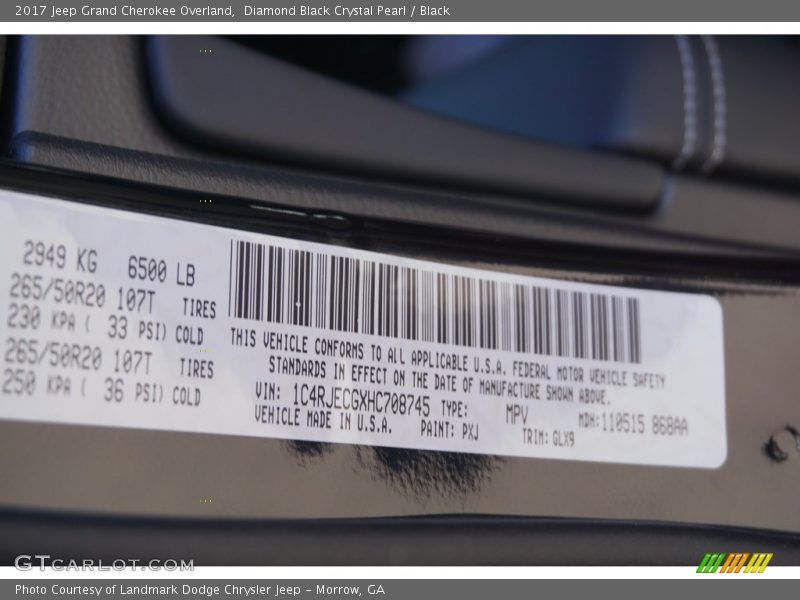 2017 Jeep Grand Cherokee Overland,  Diamond Black Crystal Pearl / Black
2949 KG 6500 LB
265/50R20 107T TIRES
230 KPA ( 33 PSI) COLD
265/50R20 107T TIRES
250 KPA ( 36 PSI) COLD
THIS VEHICLE CONFORMS TO ALL APPLICABLE U.S.A. FEDERAL MOTOR VEHICLE SAFETY
STANDARDS IN EFFECT ON THE DATE OF MANUFACTURE SHOWN ABOVE.
VIN: 1C4RJECGXHC708745 TYPE: MPV MDH:110515 868AA
VEHICLE MADE IN U.S.A. PAINT: PXJ TRIM: GLX9
GTCARLOT.COM
Photo Courtesy of Landmark Dodge Chrysler Jeep – Morrow, GA